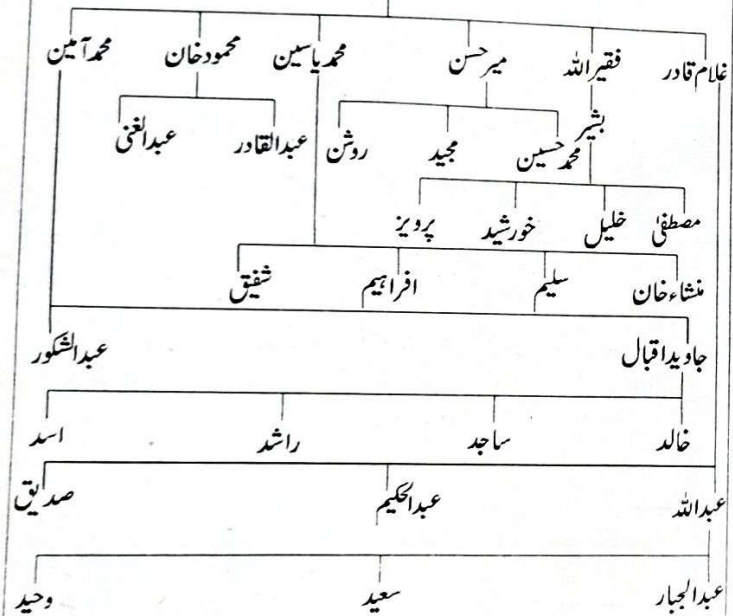 غلام قادر فقیر اللہ میر حسن محمد یاسین محمود خان محمد آمین
بشیر محمد حسین مجید روشن عبدالقادر عبدالغنی
مصطفیٰ خلیل خورشید پرویز
منشاء خان سلیم افراہیم شفیق
جاوید اقبال عبدالشکور
خالد ساجد راشد اسد
عبداللہ عبدالحکیم صدیق
عبدالجبار سعید وحید